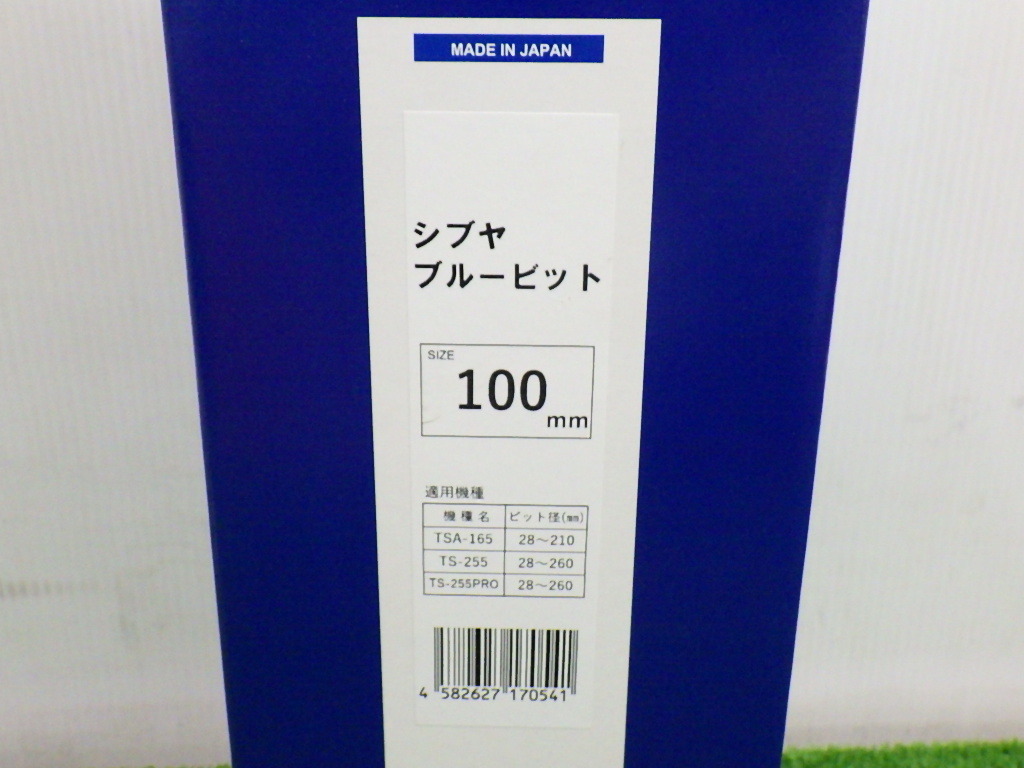 MADE IN JAPAN
シブヤ
ブルービット
SIZE
100mm
適用機種
機種名 ビット径(㎜)
TSA-165 28～210
TS-255 28～260
TS-255PRO 28～260
4 582627 170541